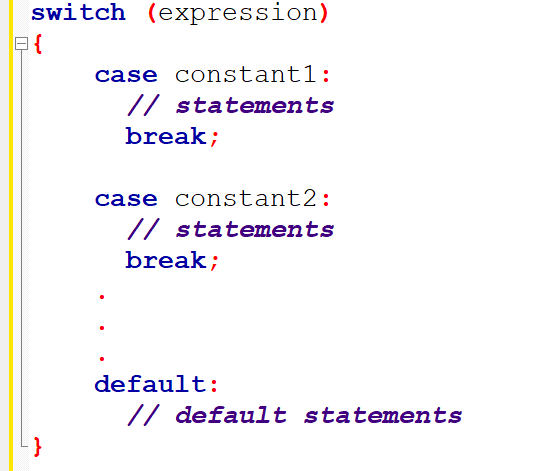 switch (expression)
{
case constant1:
// statements
break;
case constant2:
// statements
break;
.
.
.
default:
// default statements
}